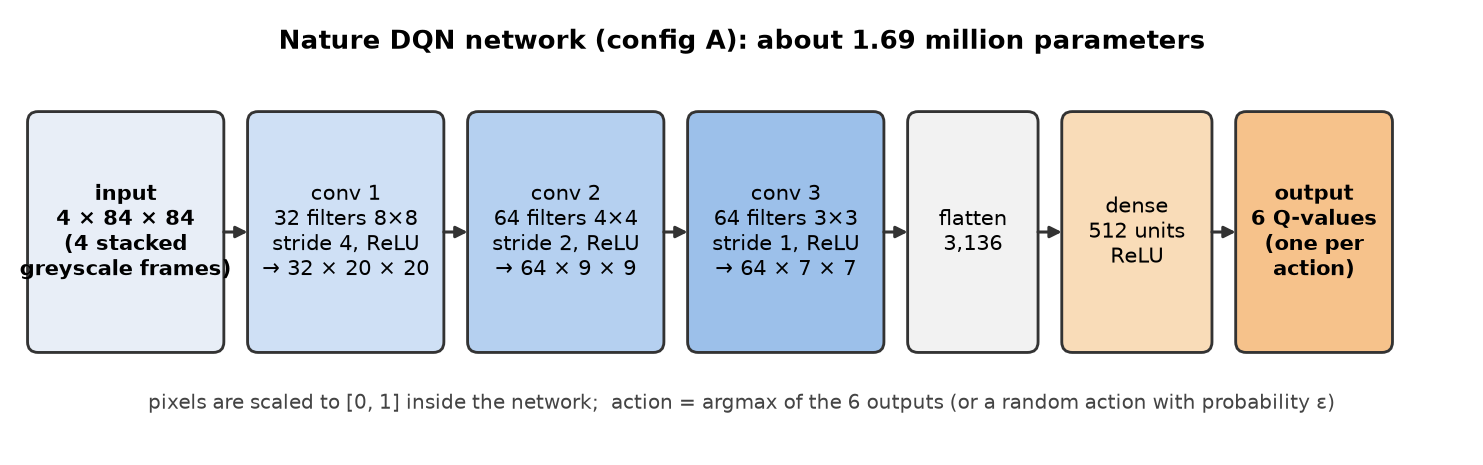 Nature DQN network (config A): about 1.69 million parameters
input
4 × 84 × 84
(4 stacked
greyscale frames)
conv 1
32 filters 8×8
stride 4, ReLU
→ 32 × 20 × 20
conv 2
64 filters 4×4
stride 2, ReLU
→ 64 × 9 × 9
conv 3
64 filters 3×3
stride 1, ReLU
→ 64 × 7 × 7
flatten
3,136
dense
512 units
ReLU
output
6 Q-values
(one per
action)
pixels are scaled to [0, 1] inside the network;  action = argmax of the 6 outputs (or a random action with probability ε)